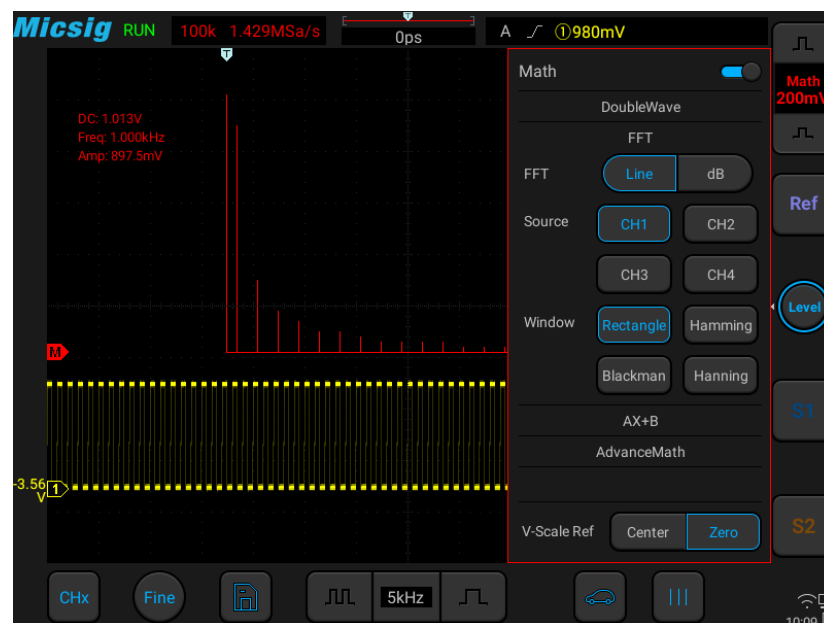 Micsig RUN 100k 1.429MSa/s 0ps A ①980mV
T
Math
DC: 1.013V
Freq: 1.000kHz
Amp: 897.5mV
DoubleWave
FFT
FFT Line dB
Source CH1 CH2
CH3 CH4
Window Rectangle Hamming
Blackman Hanning
AX+B
AdvanceMath
V-Scale Ref Center Zero
Math
200mV
Ref
Level
S1
S2
M
-3.56
V
1
CHx Fine 5kHz
10:09